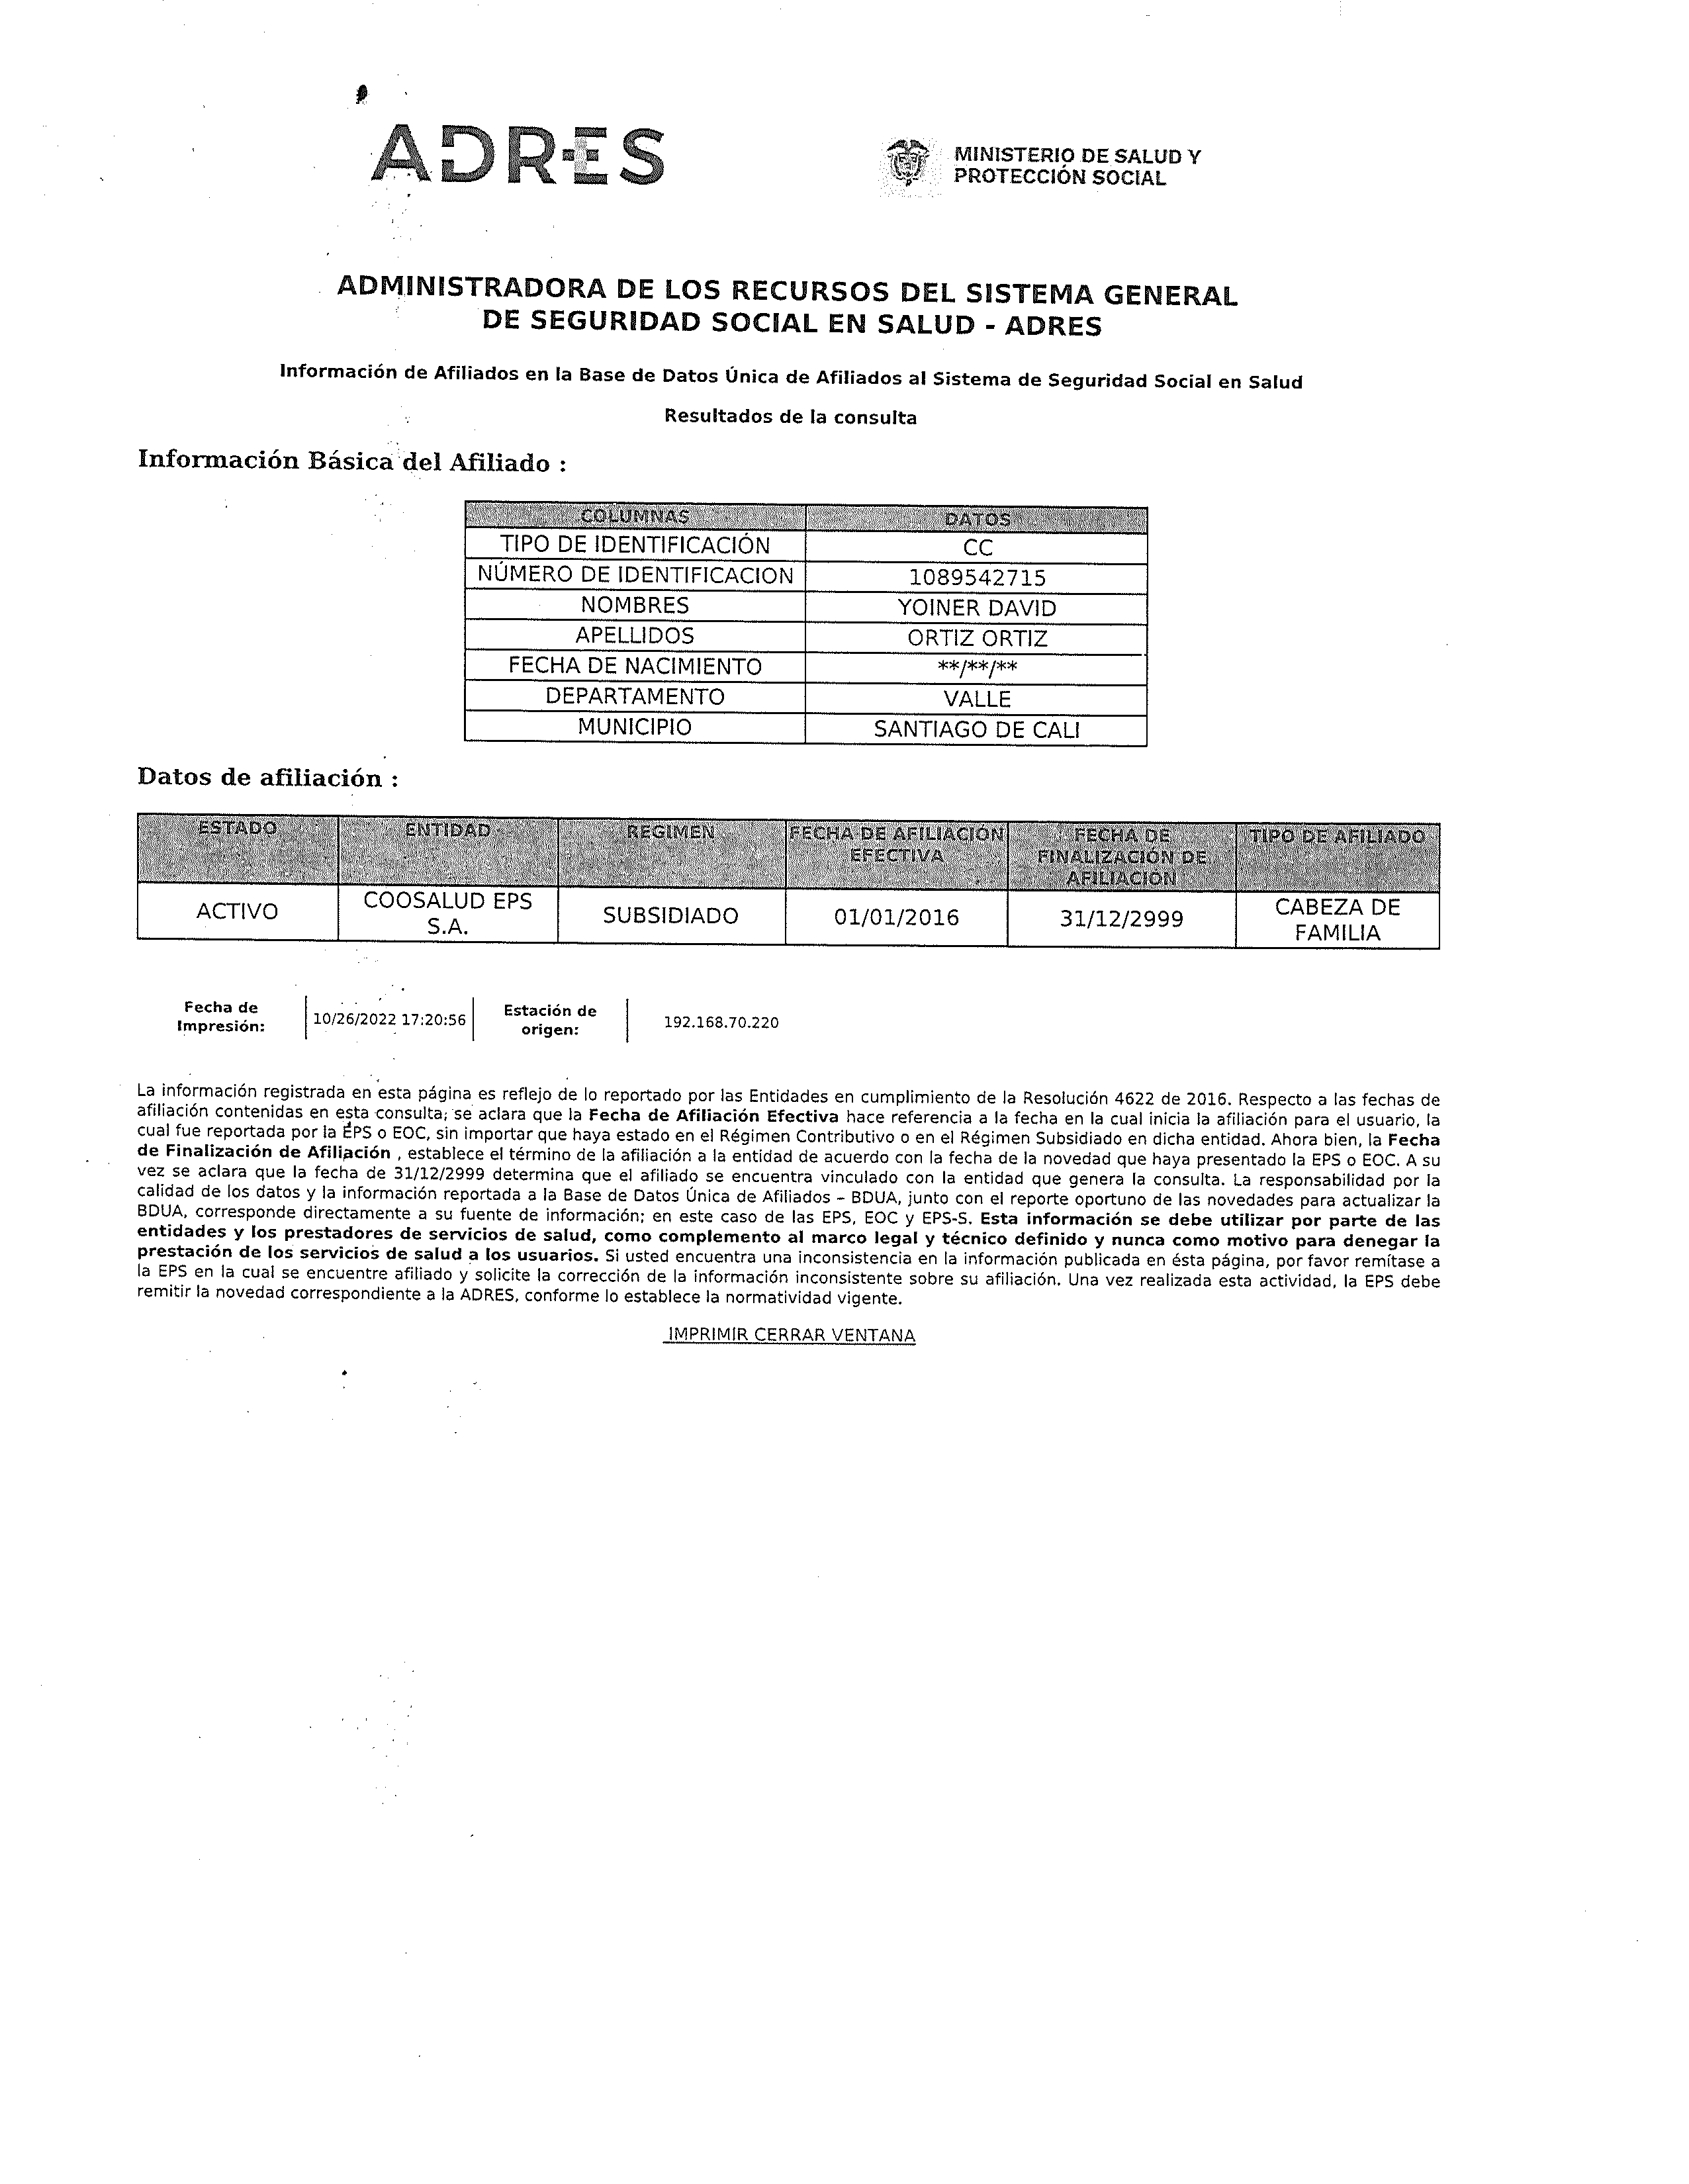 ADRES
MINISTERIO DE SALUD Y
PROTECCIÓN SOCIAL
ADMINISTRADORA DE LOS RECURSOS DEL SISTEMA GENERAL
DE SEGURIDAD SOCIAL EN SALUD - ADRES
Información de Afiliados en la Base de Datos Única de Afiliados al Sistema de Seguridad Social en Salud
Resultados de la consulta
Información Básica del Afiliado :
COLUMNAS DATOS
TIPO DE IDENTIFICACIÓN CC
NÚMERO DE IDENTIFICACION 1089542715
NOMBRES YOINER DAVID
APELLIDOS ORTIZ ORTIZ
FECHA DE NACIMIENTO **/**/**
DEPARTAMENTO VALLE
MUNICIPIO SANTIAGO DE CALI
Datos de afiliación :
ESTADO ENTIDAD REGIMEN FECHA DE AFILIACIÓN EFECTIVA FECHA DE FINALIZACIÓN DE AFILIACION TIPO DE AFILIADO
ACTIVO COOSALUD EPS S.A. SUBSIDIADO 01/01/2016 31/12/2999 CABEZA DE FAMILIA
Fecha de Impresión: 10/26/2022 17:20:56 Estación de origen: 192.168.70.220
La información registrada en esta página es reflejo de lo reportado por las Entidades en cumplimiento de la Resolución 4622 de 2016. Respecto a las fechas de
afiliación contenidas en esta consulta, se aclara que la Fecha de Afiliación Efectiva hace referencia a la fecha en la cual inicia la afiliación para el usuario, la
cual fue reportada por la EPS o EOC, sin importar que haya estado en el Régimen Contributivo o en el Régimen Subsidiado en dicha entidad. Ahora bien, la Fecha
de Finalización de Afiliación , establece el término de la afiliación a la entidad de acuerdo con la fecha de la novedad que haya presentado la EPS o EOC. A su
vez se aclara que la fecha de 31/12/2999 determina que el afiliado se encuentra vinculado con la entidad que genera la consulta. La responsabilidad por la
calidad de los datos y la información reportada a la Base de Datos Única de Afiliados – BDUA, junto con el reporte oportuno de las novedades para actualizar la
BDUA, corresponde directamente a su fuente de información; en este caso de las EPS, EOC y EPS-S. Esta información se debe utilizar por parte de las
entidades y los prestadores de servicios de salud, como complemento al marco legal y técnico definido y nunca como motivo para denegar la
prestación de los servicios de salud a los usuarios. Si usted encuentra una inconsistencia en la información publicada en ésta página, por favor remítase a
la EPS en la cual se encuentre afiliado y solicite la corrección de la información inconsistente sobre su afiliación. Una vez realizada esta actividad, la EPS debe
remitir la novedad correspondiente a la ADRES, conforme lo establece la normatividad vigente.
IMPRIMIR CERRAR VENTANA